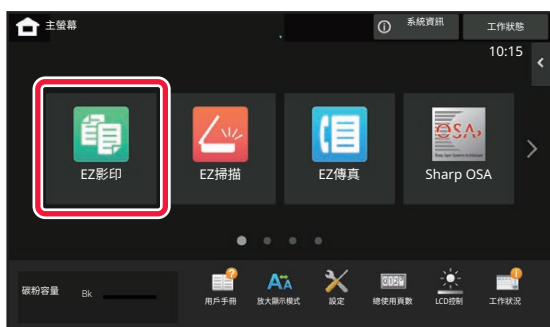 主螢幕
系統資訊
工作狀態
10:15
EZ影印
EZ掃描
EZ傳真
OSA
Sharp OSA
碳粉容量
Bk
用戶手冊
放大顯示模式
設定
總使用頁數
LCD控制
工作狀況